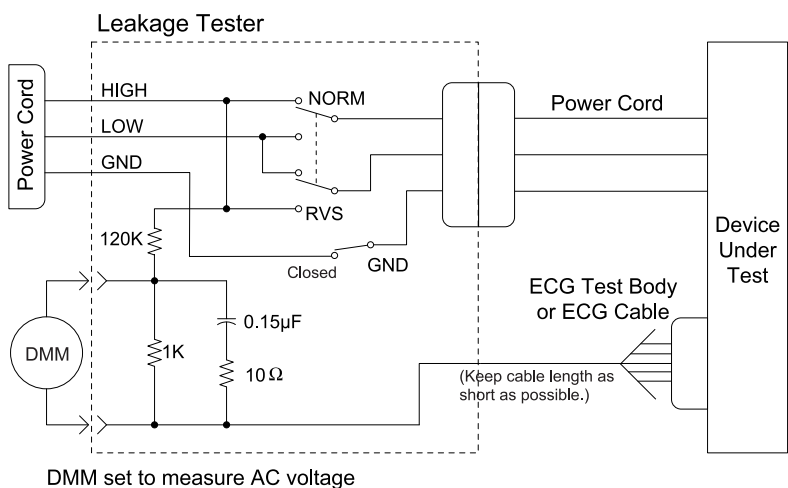 Leakage Tester
Power Cord
HIGH
LOW
GND
NORM
RVS
Closed
GND
120K
1K
0.15µF
10Ω
DMM
Power Cord
Device
Under
Test
ECG Test Body
or ECG Cable
(Keep cable length as
short as possible.)
DMM set to measure AC voltage